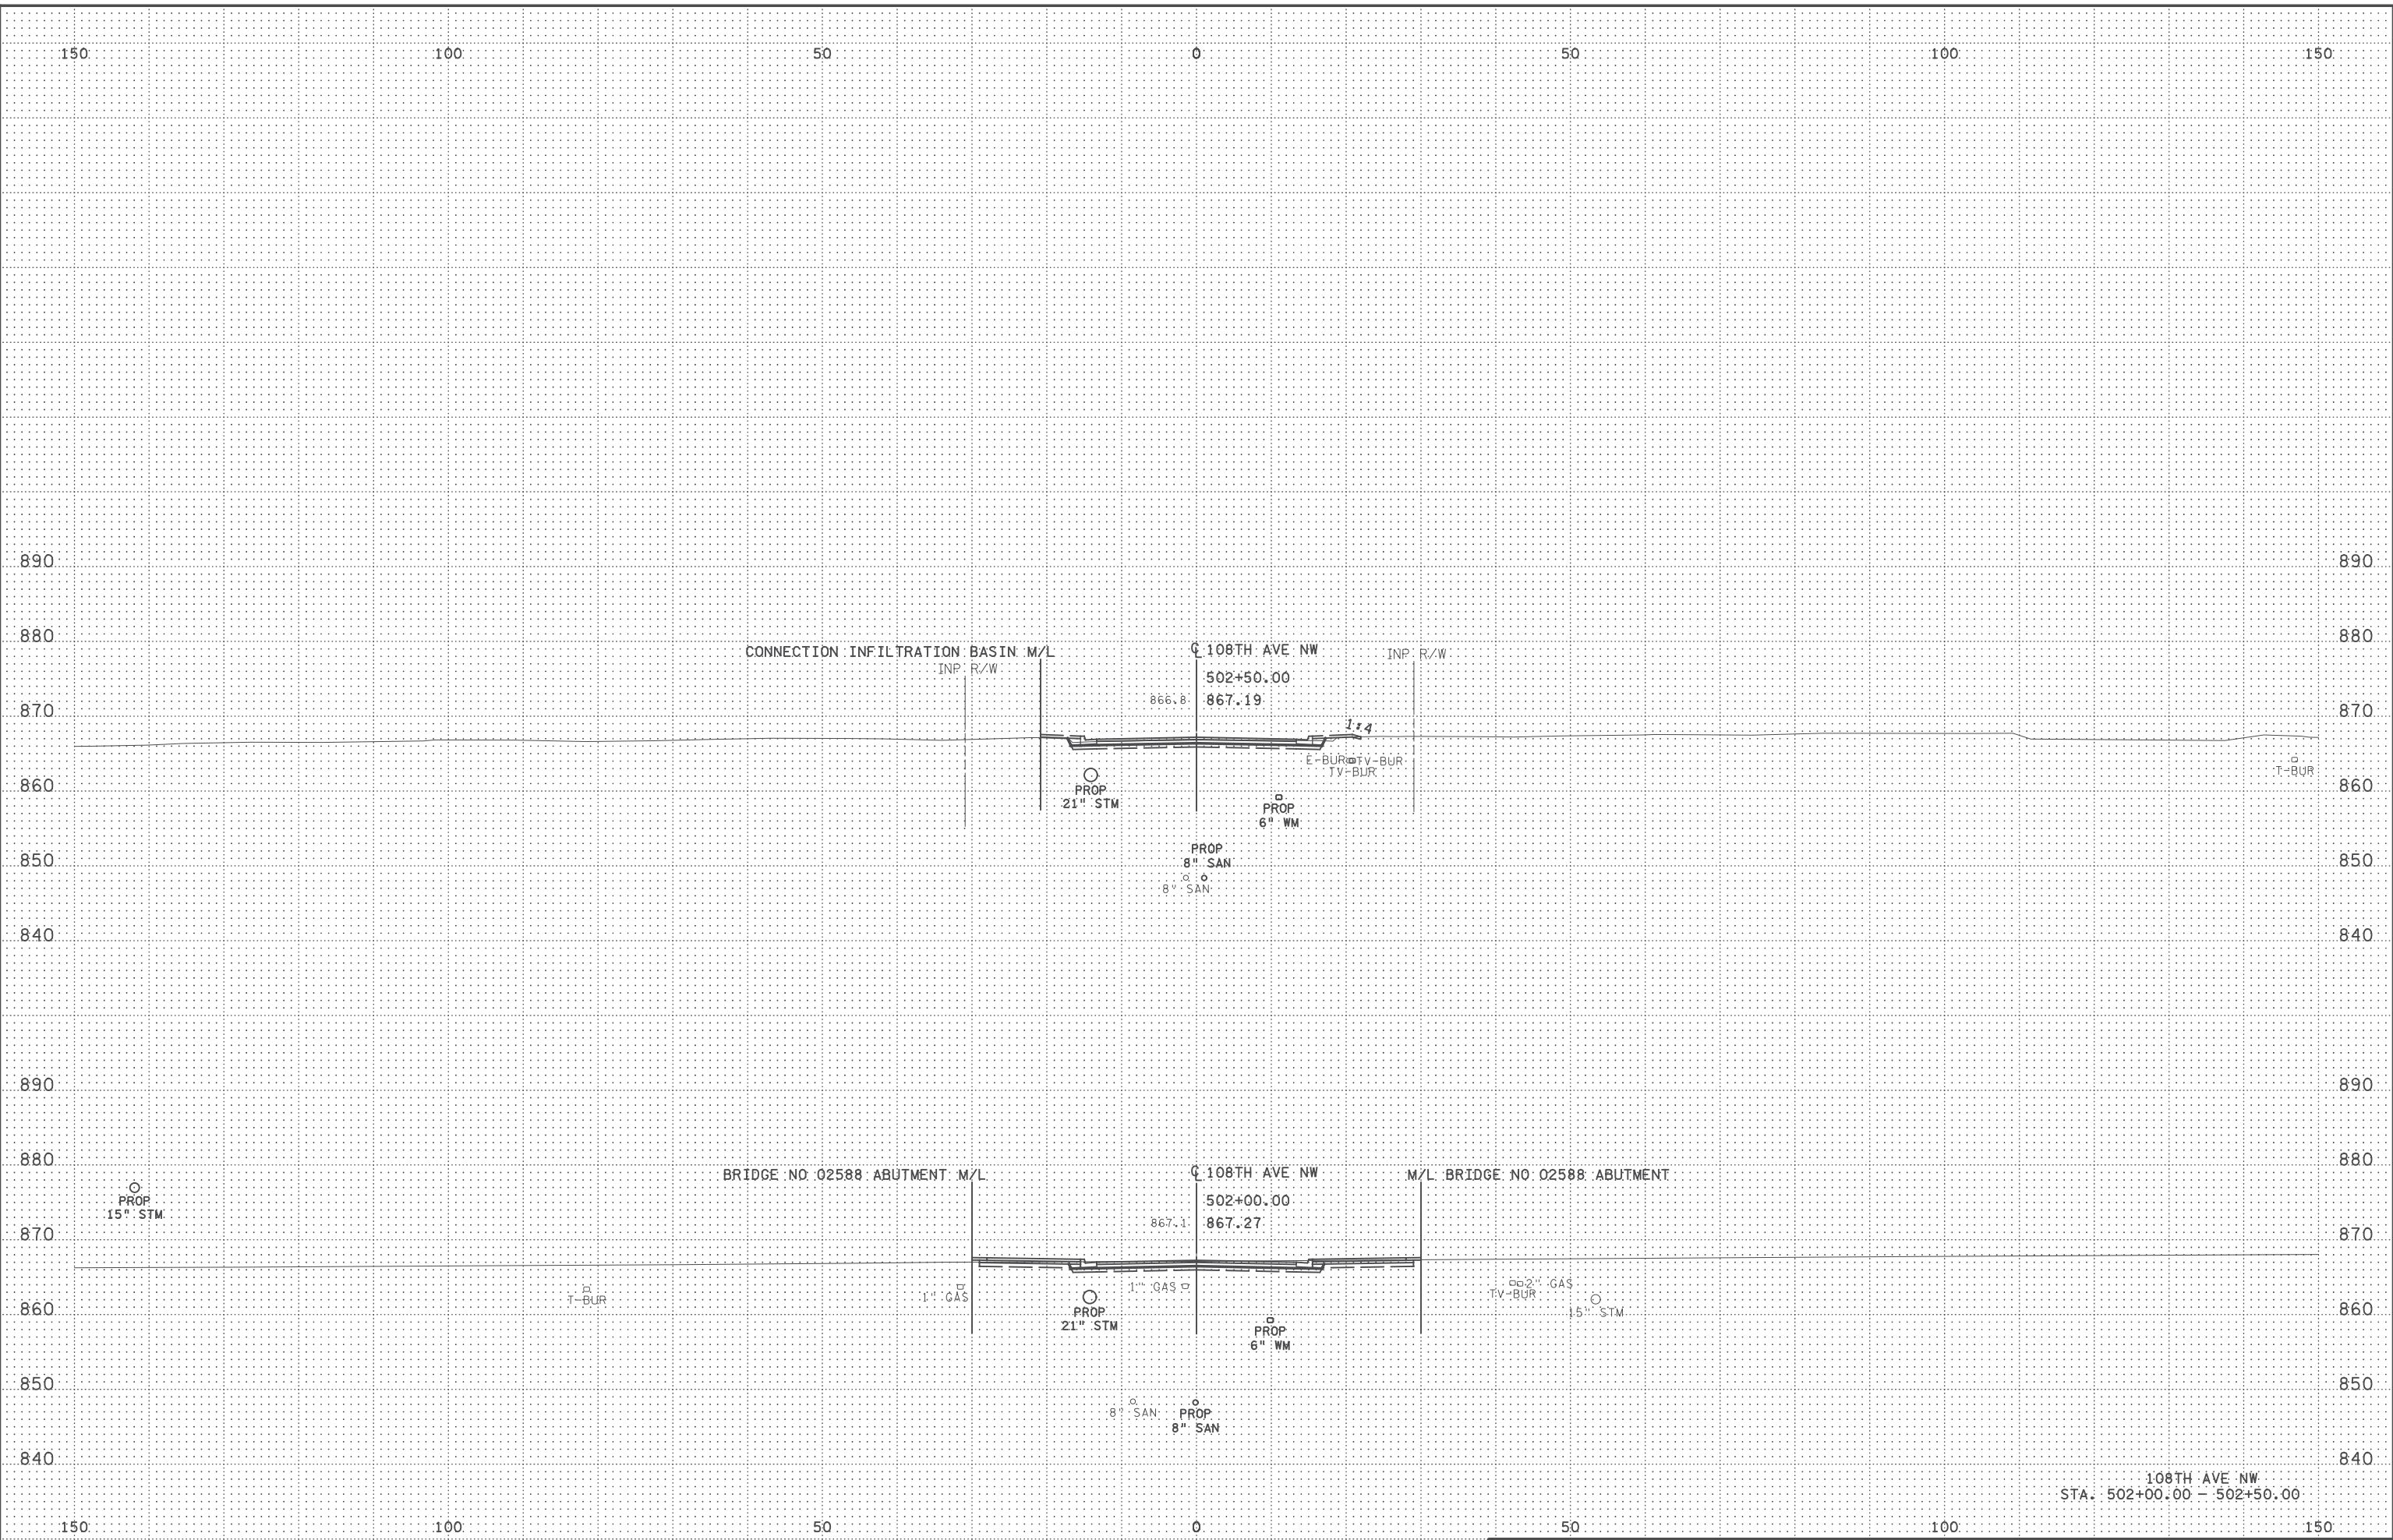 150 100 50 0 50 100 150
890 890
880 880
CONNECTION INFILTRATION BASIN M/L
℄ 108TH AVE NW
INP R/W
INP R/W
502+50.00
866.8 867.19
870 870
1:4
E-BUR TV-BUR
TV-BUR
T-BUR
860 860
PROP
21" STM
PROP
6" WM
850 850
PROP
8" SAN
8" SAN
840 840
890 890
880 880
BRIDGE NO 02588 ABUTMENT M/L
℄ 108TH AVE NW
M/L BRIDGE NO 02588 ABUTMENT
PROP
15" STM
502+00.00
867.1 867.27
870 870
T-BUR
1" GAS
1" GAS
2" GAS
TV-BUR
15" STM
860 860
PROP
21" STM
PROP
6" WM
850 850
8" SAN
PROP
8" SAN
840 840
108TH AVE NW
STA. 502+00.00 - 502+50.00
150 100 50 0 50 100 150